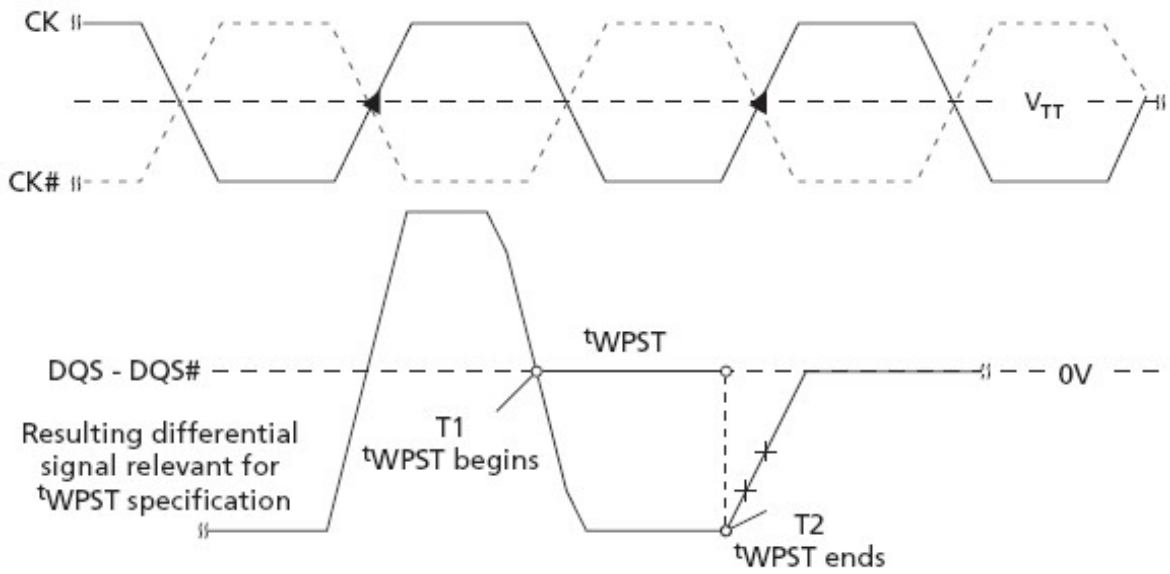 CK
V_TT
CK#
tWPST
DQS - DQS#
0V
T1
tWPST begins
Resulting differential
signal relevant for
tWPST specification
T2
tWPST ends